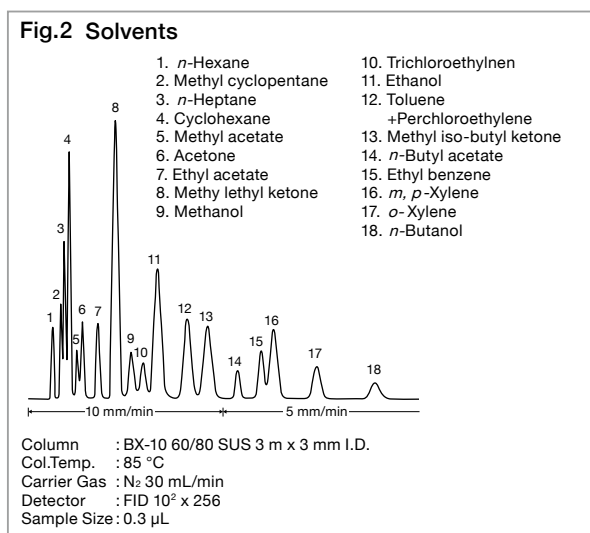 Fig.2 Solvents
1. n-Hexane
2. Methyl cyclopentane
3. n-Heptane
4. Cyclohexane
5. Methyl acetate
6. Acetone
7. Ethyl acetate
8. Methy lethyl ketone
9. Methanol
10. Trichloroethylnen
11. Ethanol
12. Toluene
+Perchloroethylene
13. Methyl iso-butyl ketone
14. n-Butyl acetate
15. Ethyl benzene
16. m, p-Xylene
17. o-Xylene
18. n-Butanol
1
2
3
4
5
6
7
8
9
10
11
12
13
14
15
16
17
18
10 mm/min
5 mm/min
Column : BX-10 60/80 SUS 3 m x 3 mm I.D.
Col.Temp. : 85 °C
Carrier Gas : N₂ 30 mL/min
Detector : FID 10² x 256
Sample Size : 0.3 µL